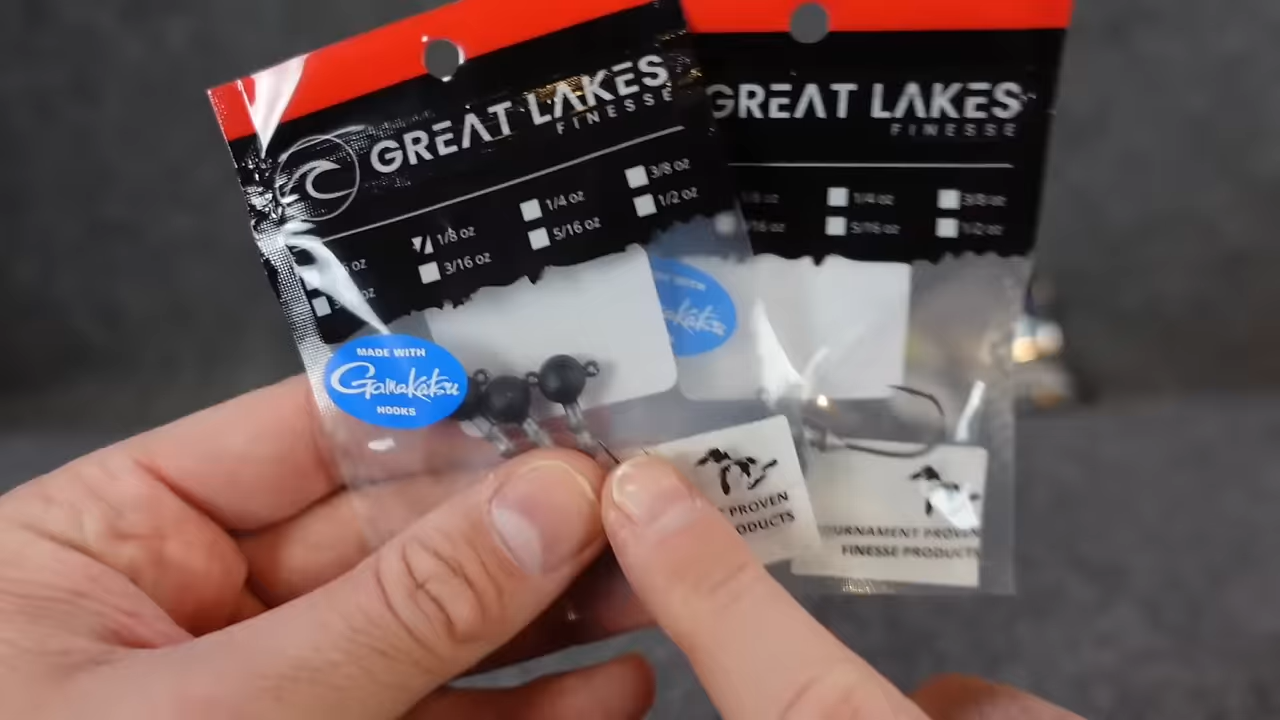 GREAT LAKES
FINESSE
3/8 oz
1/4 oz
1/2 oz
1/8 oz
5/16 oz
oz
3/16 oz
oz
MADE WITH
Gamakatsu
HOOKS
PROVEN
GREAT LAKES
FINESSE
1/4 oz
3/8 oz
5/16 oz
1/2 oz
TOURNAMENT PROVEN
FINESSE PRODUCTS